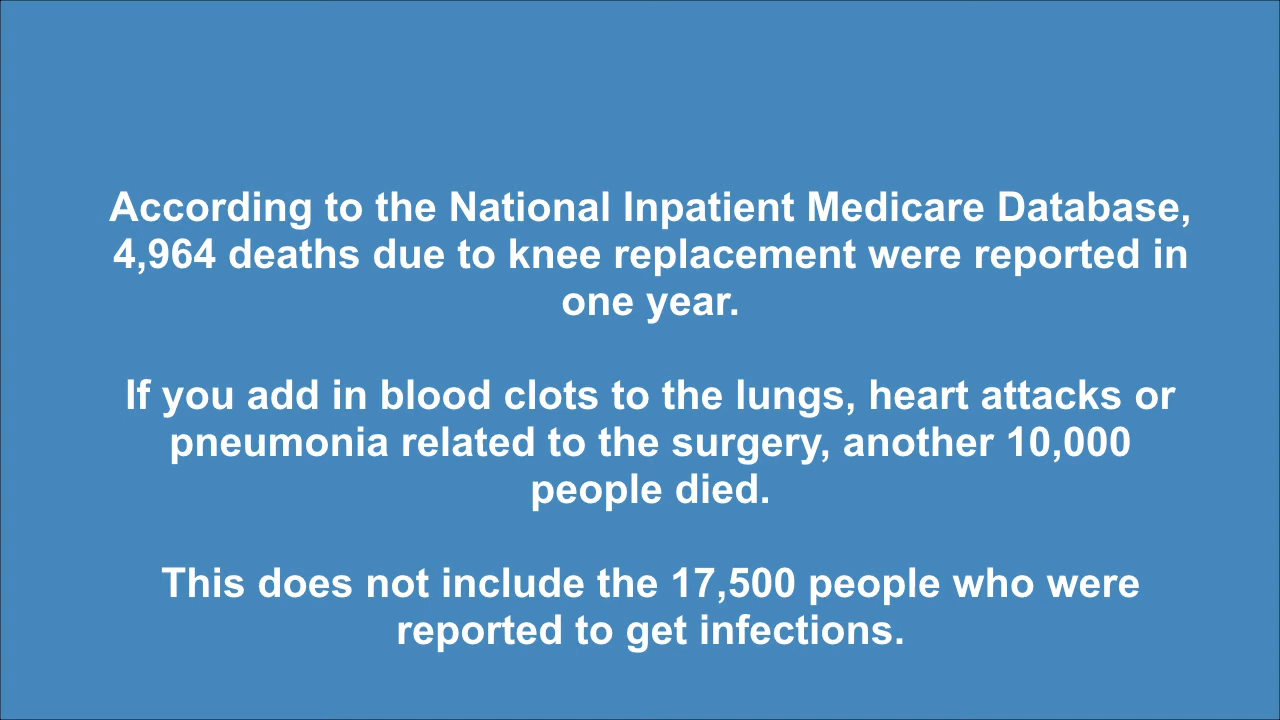 According to the National Inpatient Medicare Database,
4,964 deaths due to knee replacement were reported in
one year.
If you add in blood clots to the lungs, heart attacks or
pneumonia related to the surgery, another 10,000
people died.
This does not include the 17,500 people who were
reported to get infections.